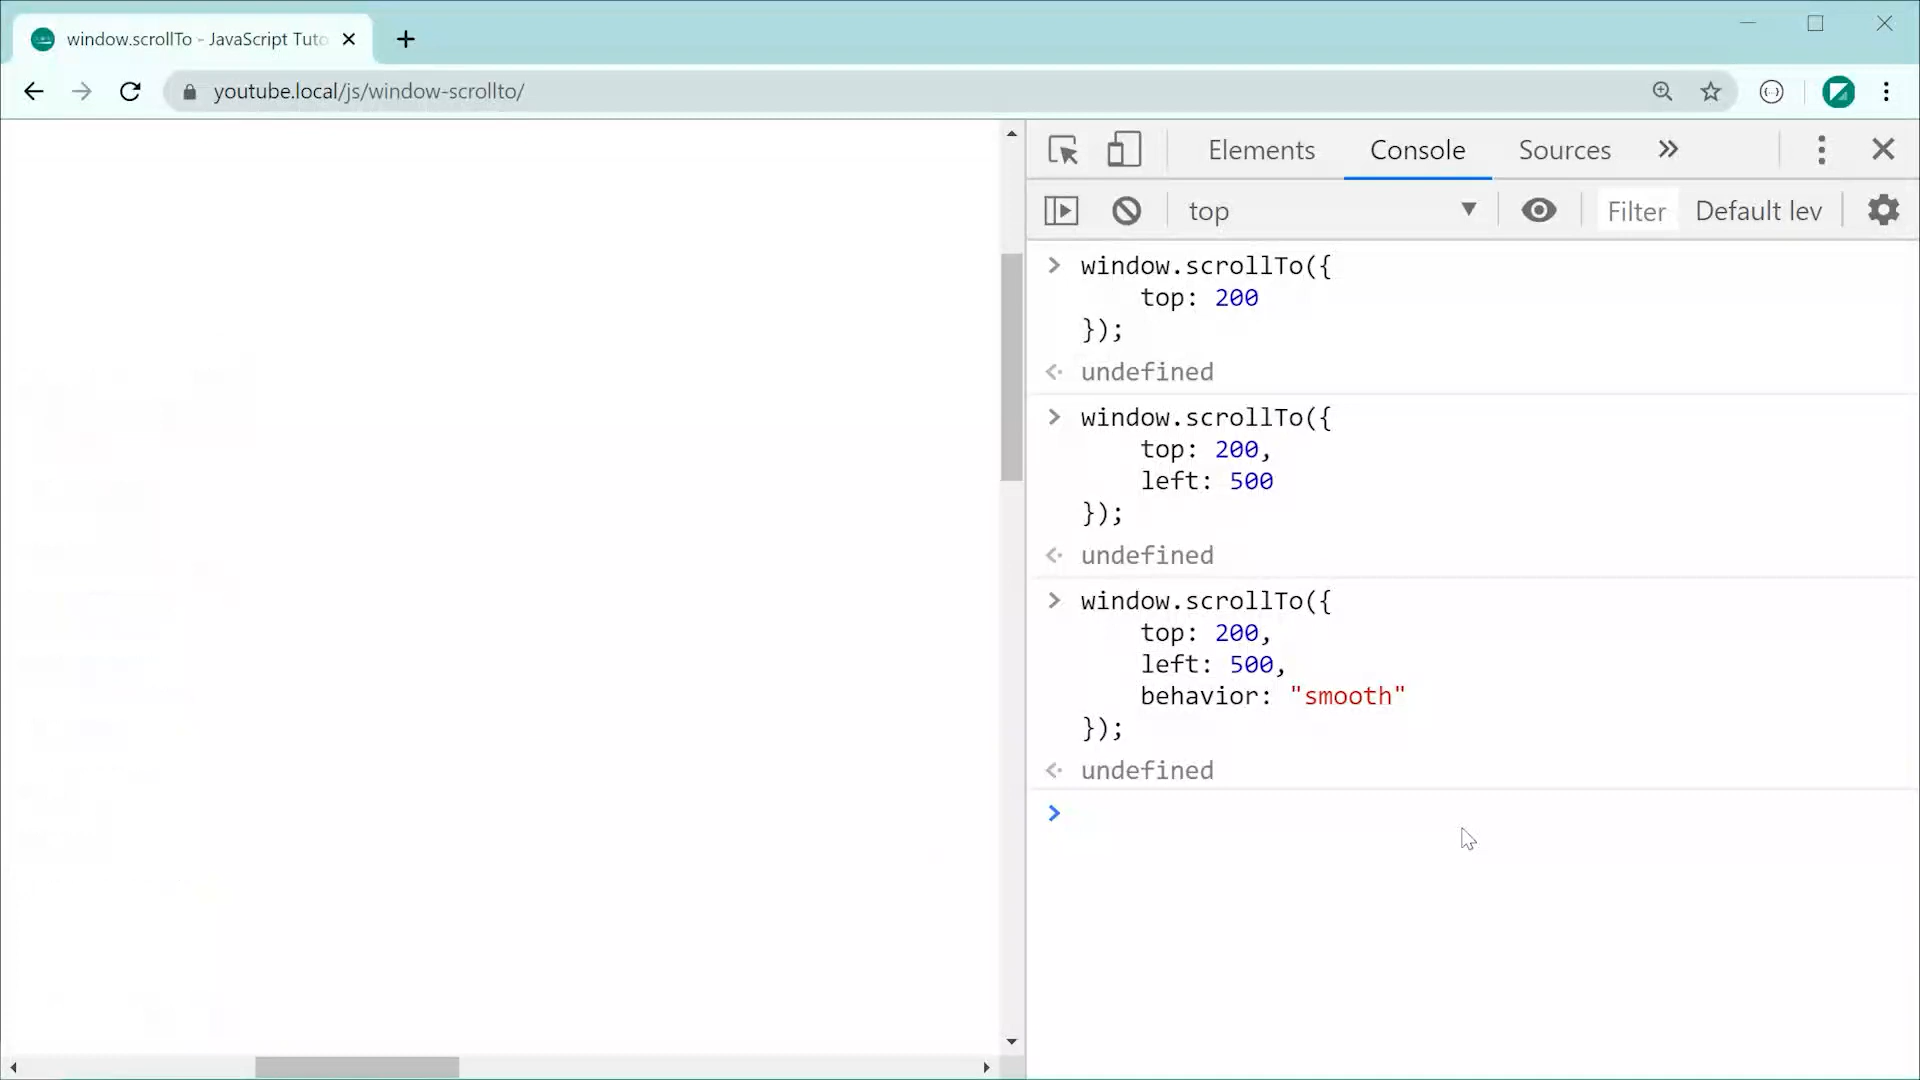 window.scrollTo - JavaScript Tuto
youtube.local/js/window-scrollto/
Elements Console Sources
top Filter Default lev
window.scrollTo({
    top: 200
});
undefined
window.scrollTo({
    top: 200,
    left: 500
});
undefined
window.scrollTo({
    top: 200,
    left: 500,
    behavior: "smooth"
});
undefined